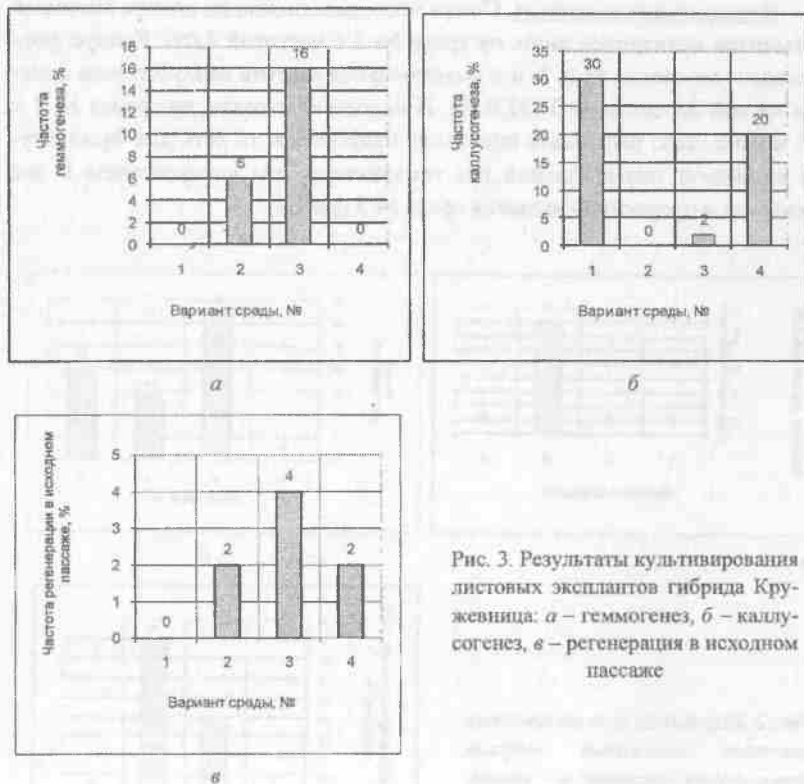 Частота
геммогенеза, %
18
16
14
12
10
8
6
4
2
0
0
6
16
0
1 2 3 4
Вариант среды, №
а
Частота
каллусогенеза, %
35
30
25
20
15
10
5
0
30
0
2
20
1 2 3 4
Вариант среды, №
б
Частота регенерации в исходном
пассаже, %
5
4
3
2
1
0
0
2
4
2
1 2 3 4
Вариант среды, №
в
Рис. 3. Результаты культивирования
листовых эксплантов гибрида Кру-
жевница: а – геммогенез, б – каллу-
согенез, в – регенерация в исходном
пассаже